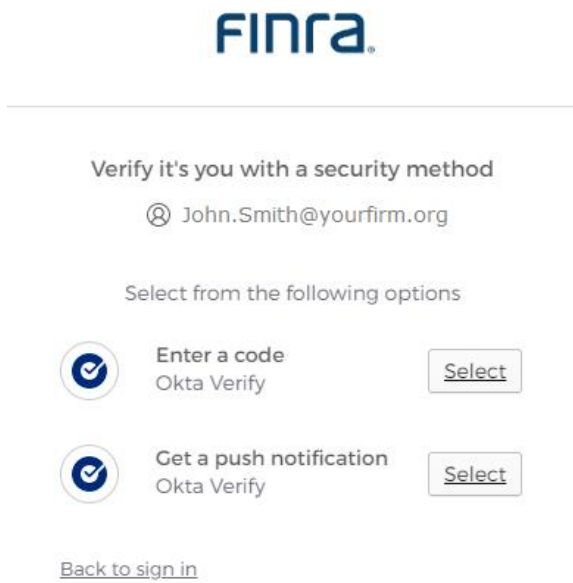 FINRA.
Verify it's you with a security method
John.Smith@yourfirm.org
Select from the following options
Enter a code
Okta Verify
Select
Get a push notification
Okta Verify
Select
Back to sign in